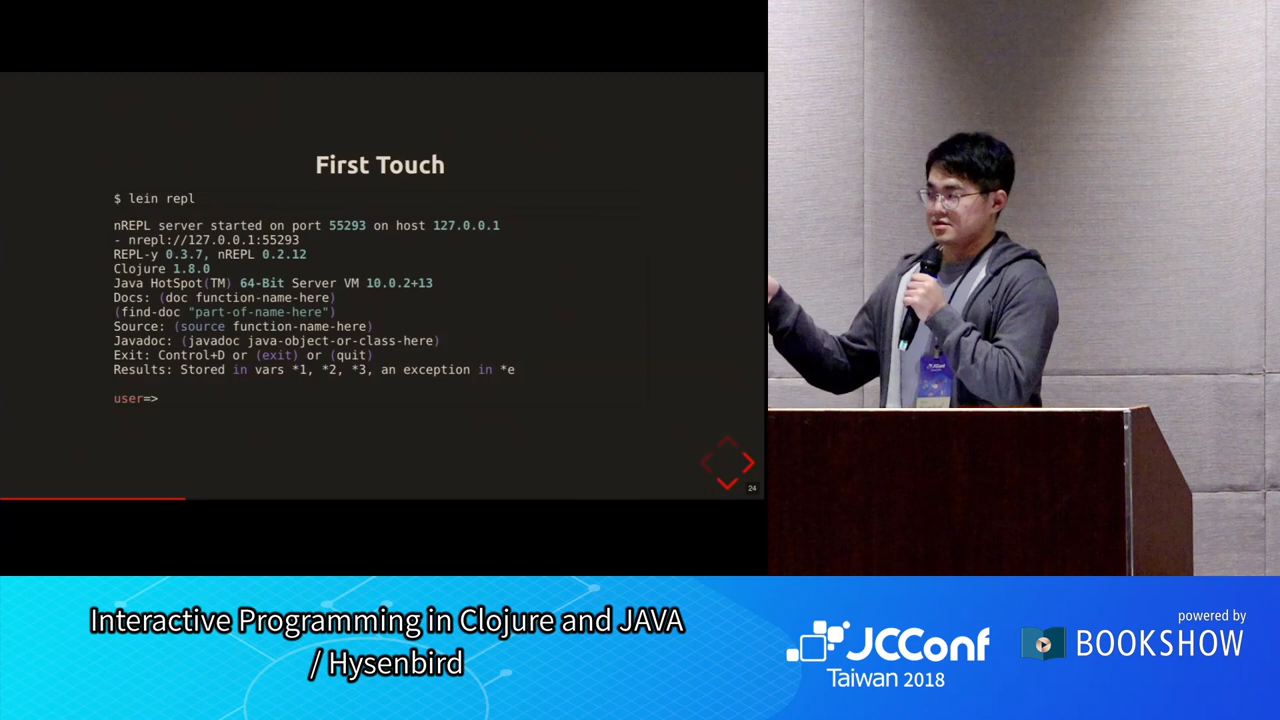 First Touch
$ lein repl
nREPL server started on port 55293 on host 127.0.0.1
- nrepl://127.0.0.1:55293
REPL-y 0.3.7, nREPL 0.2.12
Clojure 1.8.0
Java HotSpot(TM) 64-Bit Server VM 10.0.2+13
Docs: (doc function-name-here)
(find-doc "part-of-name-here")
Source: (source function-name-here)
Javadoc: (javadoc java-object-or-class-here)
Exit: Control+D or (exit) or (quit)
Results: Stored in vars *1, *2, *3, an exception in *e
user=>
24
Interactive Programming in Clojure and JAVA
/ Hysenbird
JCConf
Taiwan 2018
powered by
BOOKSHOW